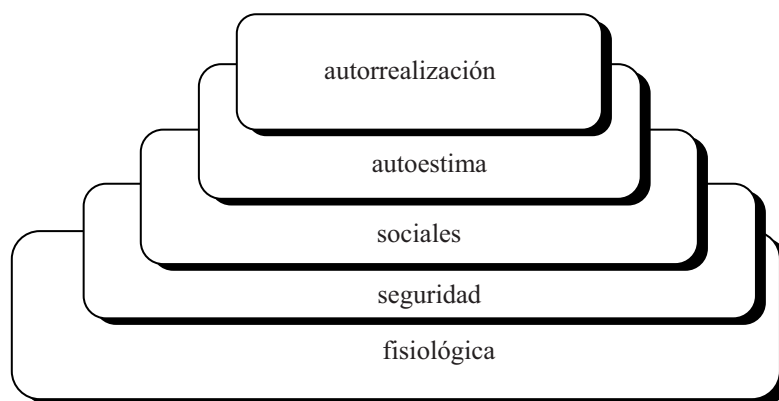 autorrealización
autoestima
sociales
seguridad
fisiológica